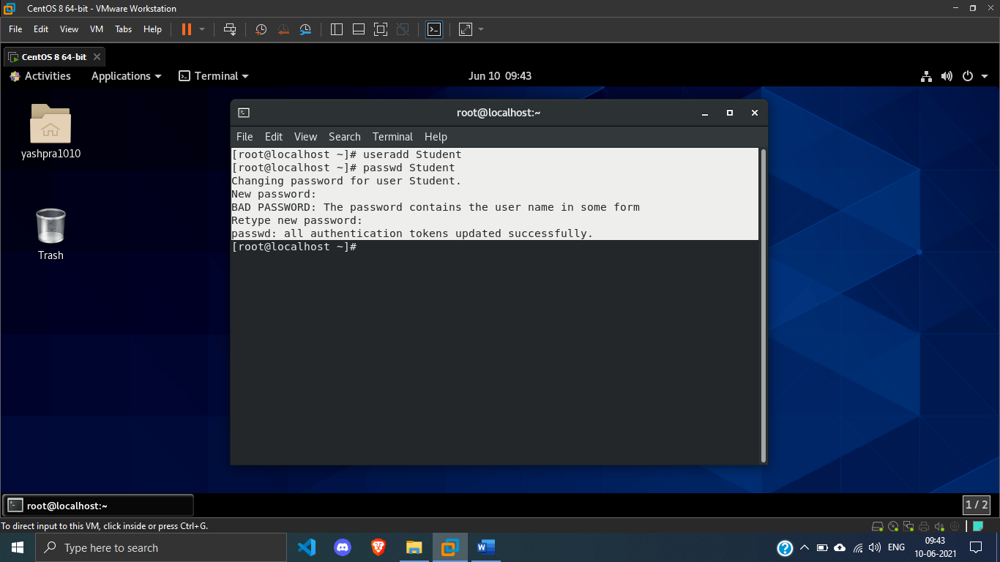 CentOS 8 64-bit - VMware Workstation
File Edit View VM Tabs Help
CentOS 8 64-bit
Activities Applications Terminal Jun 10 09:43
yashpra1010
Trash
root@localhost:~
File Edit View Search Terminal Help
[root@localhost ~]# useradd Student
[root@localhost ~]# passwd Student
Changing password for user Student.
New password:
BAD PASSWORD: The password contains the user name in some form
Retype new password:
passwd: all authentication tokens updated successfully.
[root@localhost ~]#
root@localhost:~ 1 / 2
To direct input to this VM, click inside or press Ctrl+G.
Type here to search
ENG
09:43
10-06-2021